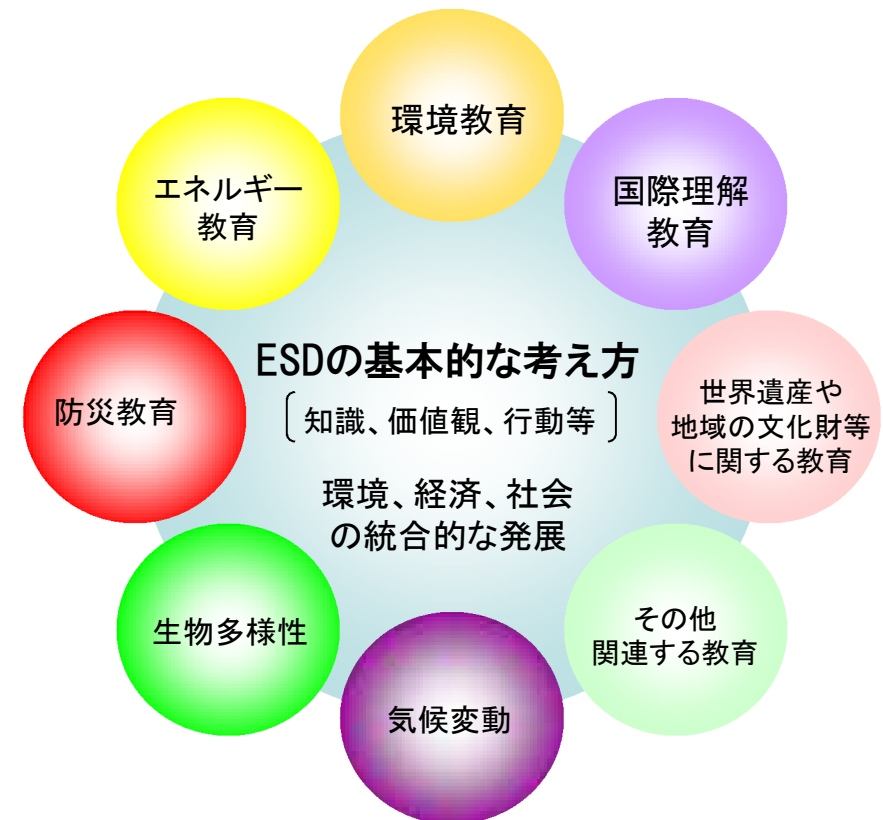 環境教育
国際理解
教育
世界遺産や
地域の文化財等
に関する教育
その他
関連する教育
気候変動
生物多様性
防災教育
エネルギー
教育
ESDの基本的な考え方
［知識、価値観、行動等］
環境、経済、社会
の統合的な発展